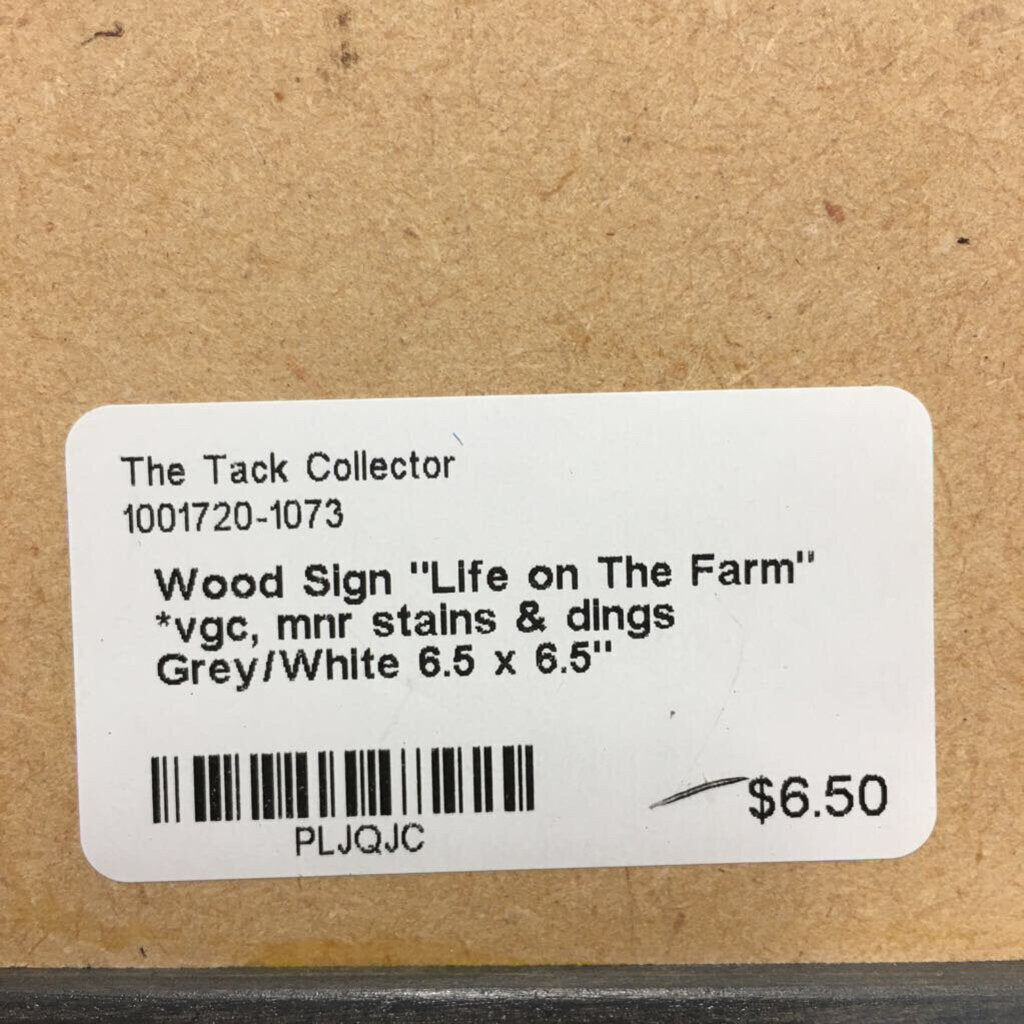 The Tack Collector
1001720-1073
Wood Sign "Life on The Farm"
*vgc, mnr stains & dings
Grey/White 6.5 x 6.5"
PLJQJC
$6.50